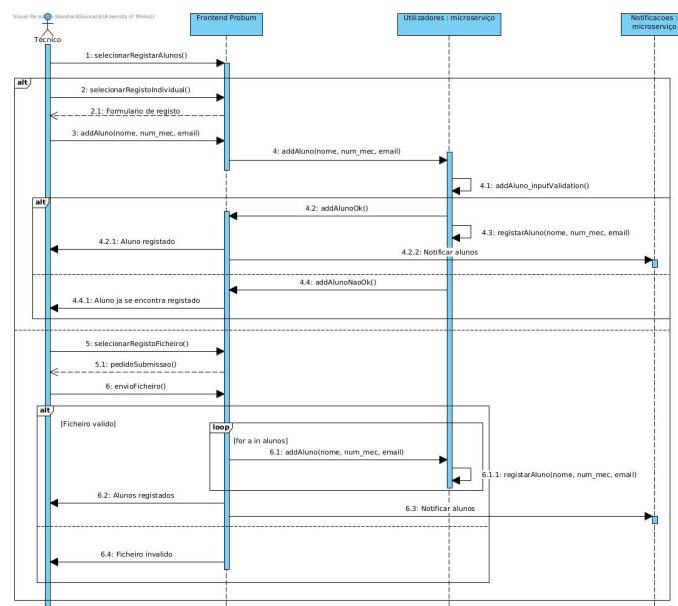 Visual Paradigm Standard(Goncalo(University of Minho))
Técnico
Frontend Probum
Utilizadores : microserviço
Notificacoes :
microserviço
1: selecionarRegistarAlunos()
alt
2: selecionarRegistoIndividual()
2.1: Formulario de registo
3: addAluno(nome, num_mec, email)
4: addAluno(nome, num_mec, email)
4.1: addAluno_inputValidation()
alt
4.2: addAlunoOk()
4.3: registarAluno(nome, num_mec, email)
4.2.1: Aluno registado
4.2.2: Notificar alunos
4.4: addAlunoNaoOk()
4.4.1: Aluno ja se encontra registado
5: selecionarRegistoFicheiro()
5.1: pedidoSubmissao()
6: envioFicheiro()
alt
[Ficheiro valido]
loop
[for a in alunos]
6.1: addAluno(nome, num_mec, email)
6.1.1: registarAluno(nome, num_mec, email)
6.2: Alunos registados
6.3: Notificar alunos
6.4: Ficheiro invalido